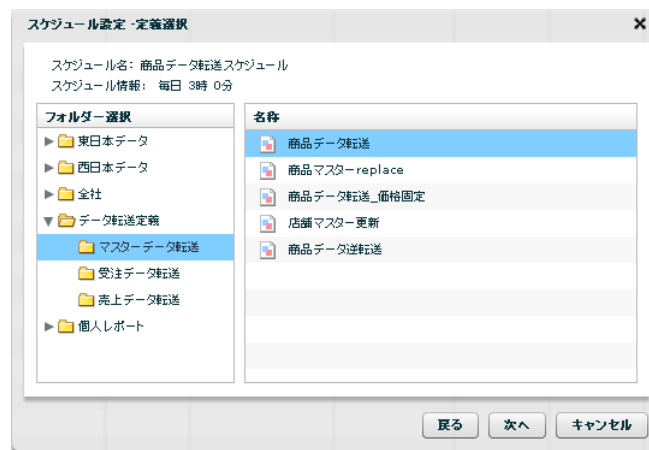 スケジュール設定 -定義選択
スケジュール名: 商品データ転送スケジュール
スケジュール情報: 毎日 3時 0分
フォルダー選択
東日本データ
西日本データ
全社
データ転送定義
マスターデータ転送
受注データ転送
売上データ転送
個人レポート
名称
商品データ転送
商品マスターreplace
商品データ転送_価格固定
店舗マスター更新
商品データ逆転送
戻る
次へ
キャンセル